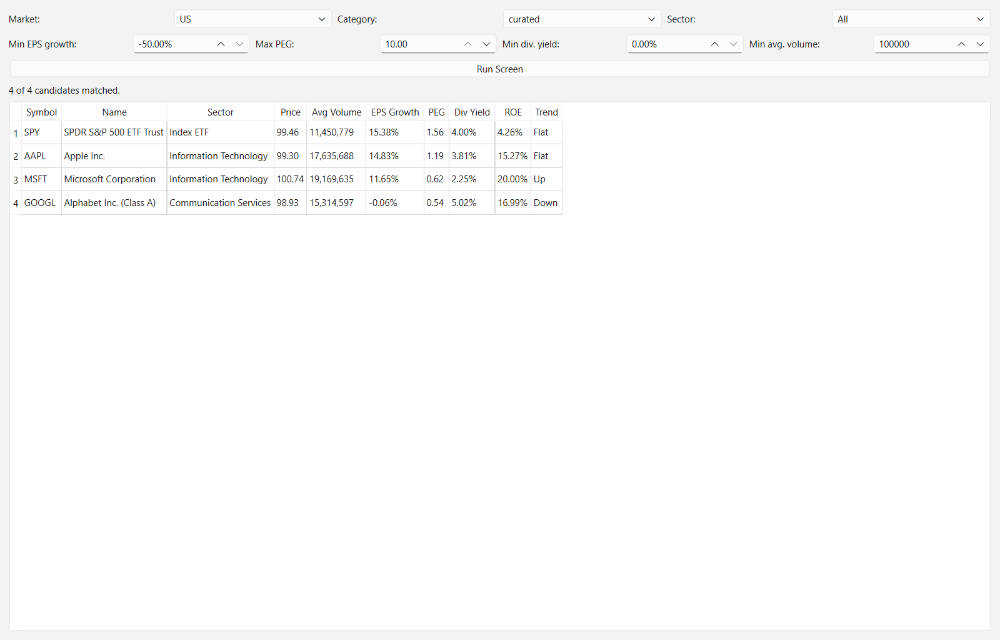 Market: US Category: curated Sector: All
Min EPS growth: -50.00% Max PEG: 10.00 Min div. yield: 0.00% Min avg. volume: 100000
Run Screen
4 of 4 candidates matched.
Symbol Name Sector Price Avg Volume EPS Growth PEG Div Yield ROE Trend
1 SPY SPDR S&P 500 ETF Trust Index ETF 99.46 11,450,779 15.38% 1.56 4.00% 4.26% Flat
2 AAPL Apple Inc. Information Technology 99.30 17,635,688 14.83% 1.19 3.81% 15.27% Flat
3 MSFT Microsoft Corporation Information Technology 100.74 19,169,635 11.65% 0.62 2.25% 20.00% Up
4 GOOGL Alphabet Inc. (Class A) Communication Services 98.93 15,314,597 -0.06% 0.54 5.02% 16.99% Down